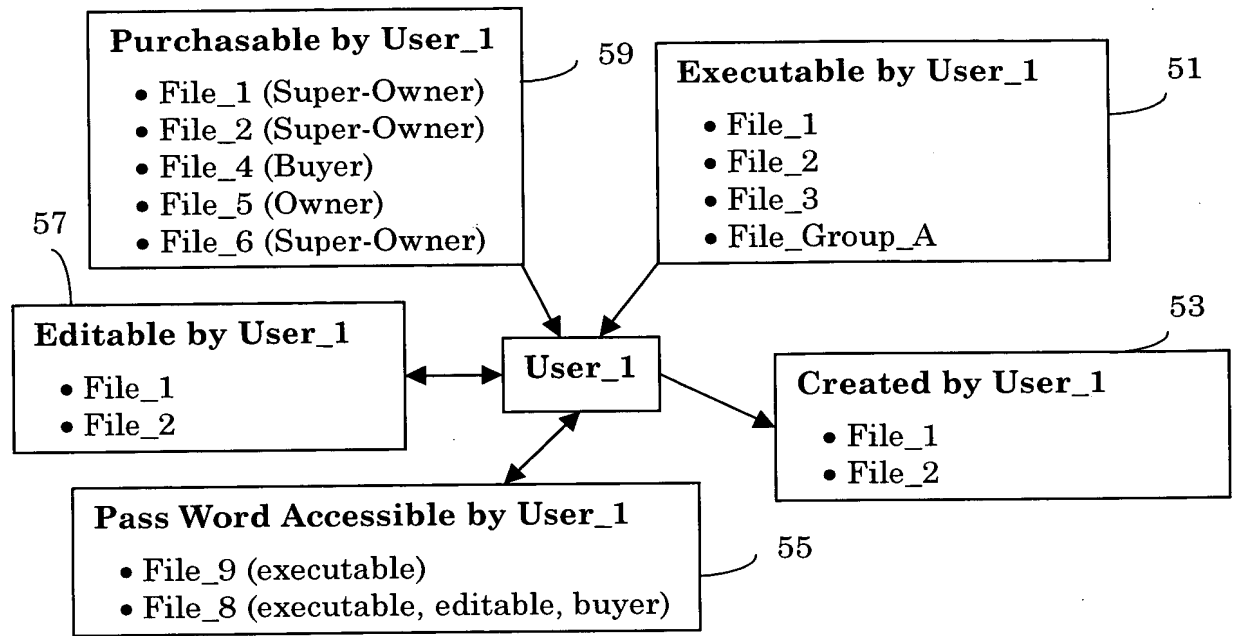 Purchasable by User_1
• File_1 (Super-Owner)
• File_2 (Super-Owner)
• File_4 (Buyer)
• File_5 (Owner)
• File_6 (Super-Owner)
59
Executable by User_1
• File_1
• File_2
• File_3
• File_Group_A
51
57
Editable by User_1
• File_1
• File_2
User_1
53
Created by User_1
• File_1
• File_2
Pass Word Accessible by User_1
• File_9 (executable)
• File_8 (executable, editable, buyer)
55